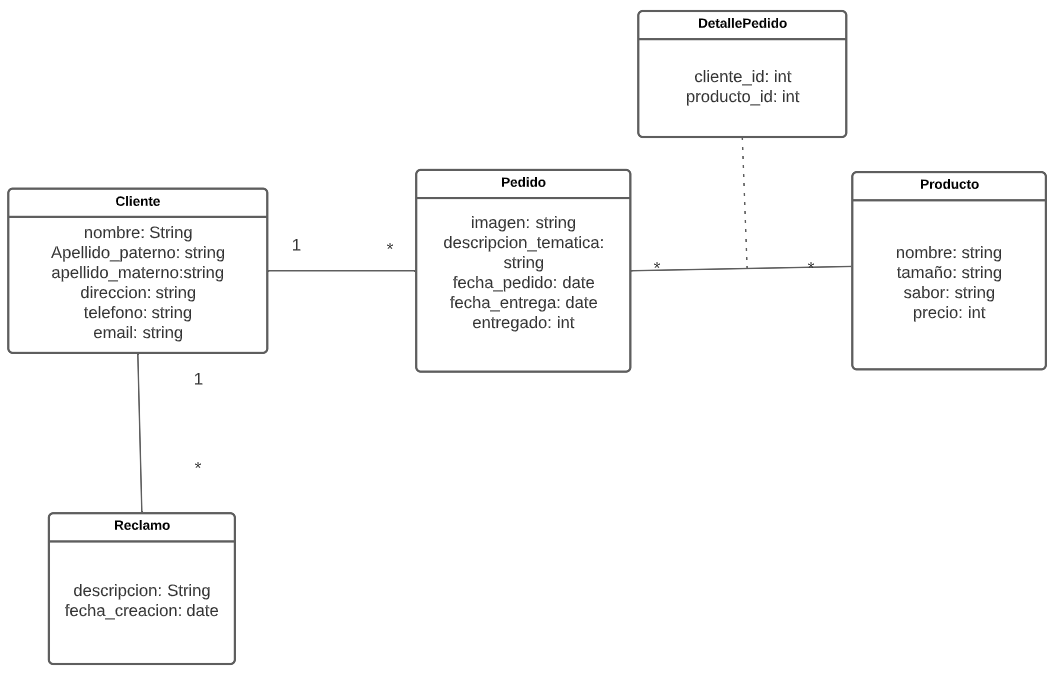 DetallePedido
cliente_id: int
producto_id: int
Cliente
nombre: String
Apellido_paterno: string
apellido_materno:string
direccion: string
telefono: string
email: string
1
*
Pedido
imagen: string
descripcion_tematica:
string
fecha_pedido: date
fecha_entrega: date
entregado: int
*
*
Producto
nombre: string
tamaño: string
sabor: string
precio: int
1
*
Reclamo
descripcion: String
fecha_creacion: date